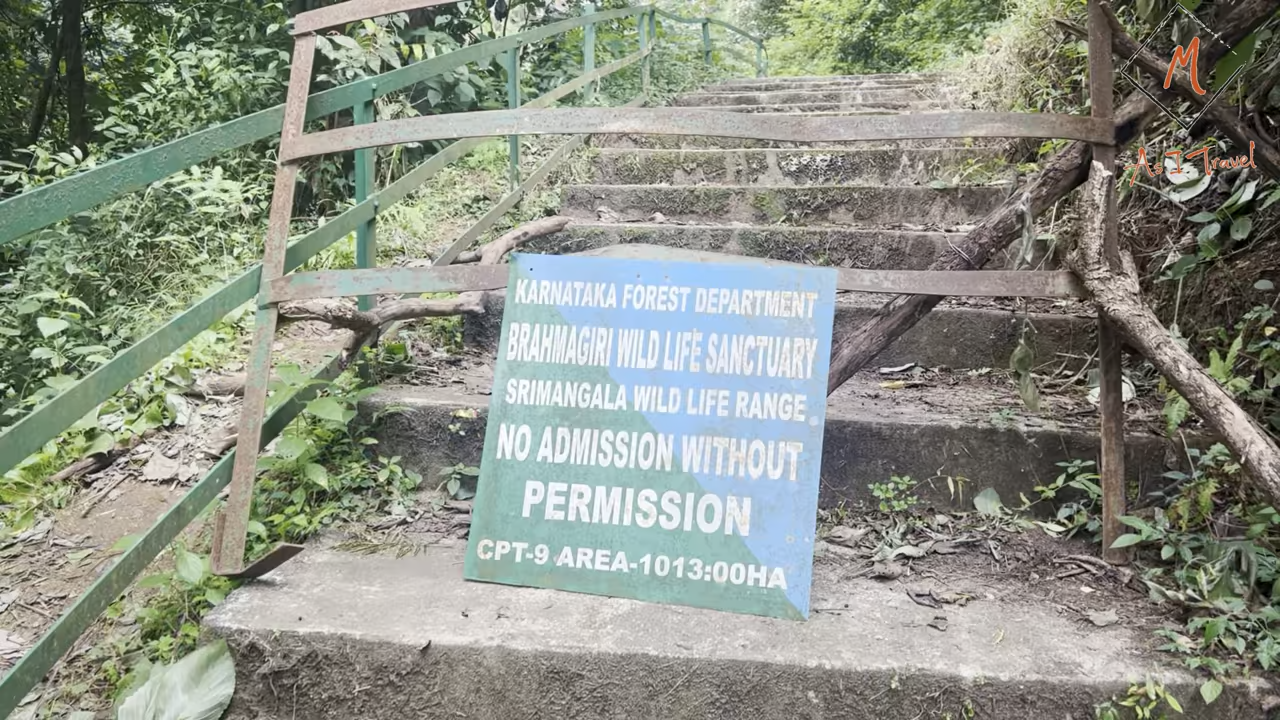 M
As I Travel
KARNATAKA FOREST DEPARTMENT
BRAHMAGIRI WILD LIFE SANCTUARY
SRIMANGALA WILD LIFE RANGE
NO ADMISSION WITHOUT
PERMISSION
CPT-9 AREA-1013:00HA